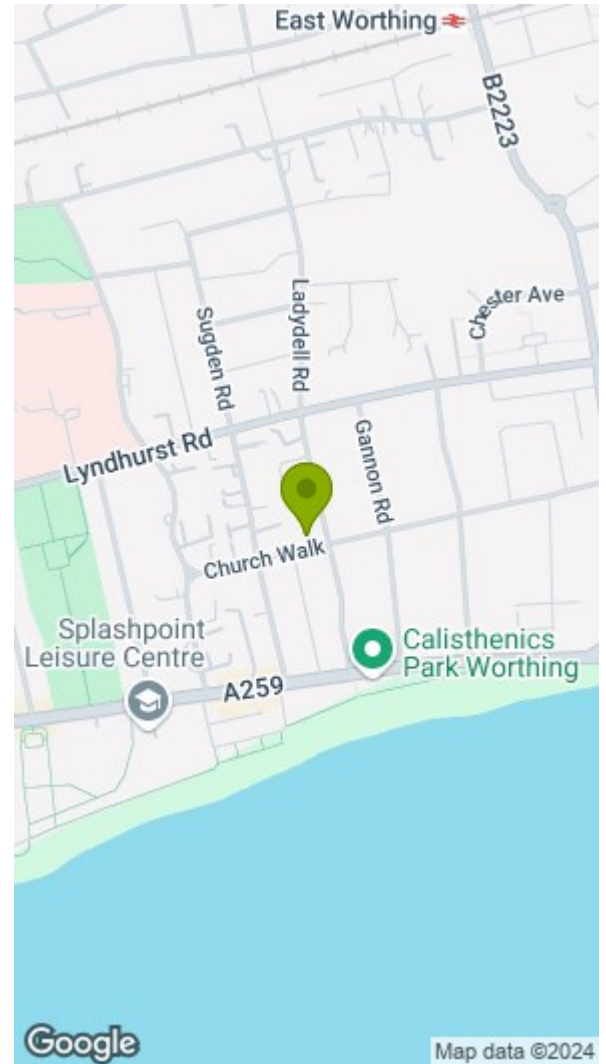 East Worthing
B2223
Chester Ave
Ladydell Rd
Sugden Rd
Gannon Rd
Lyndhurst Rd
Church Walk
Splashpoint
Leisure Centre
Calisthenics
Park Worthing
A259
Google
Map data ©2024